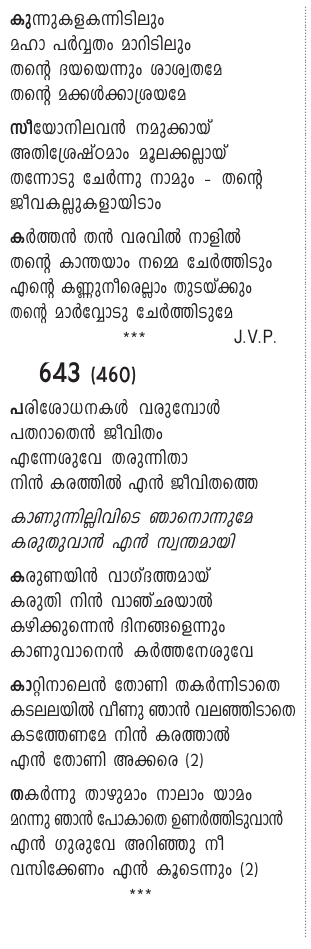 കുന്നുകളകന്നിടിലും
മഹാ പർവ്വതം മാറിടിലും
തന്റെ ദയയെന്നും ശാശ്വതമേ
തന്റെ മക്കൾക്കാശ്രയമേ
സീയോനിലവൻ നമുക്കായ്
അതിശ്രേഷ്ഠമാം മൂലക്കല്ലായ്
തന്നോടു ചേർന്നു നാമും – തന്റെ
ജീവകല്ലുകളായിടാം
കർത്തൻ തൻ വരവിൽ നാളിൽ
തന്റെ കാന്തയാം നമ്മെ ചേർത്തിടും
എന്റെ കണ്ണുനീരെല്ലാം തുടയ്ക്കും
തന്റെ മാർവ്വോടു ചേർത്തിടുമേ
*** J.V.P.
643 (460)
പരിശോധനകൾ വരുമ്പോൾ
പതറാതെൻ ജീവിതം
എന്നേശുവേ തരുന്നിതാ
നിൻ കരത്തിൽ എൻ ജീവിതത്തെ
കാണുന്നില്ലിവിടെ ഞാനൊന്നുമേ
കരുതുവാൻ എൻ സ്വന്തമായി
കരുണയിൻ വാഗ്ദത്തമായ്
കരുതി നിൻ വാഞ്ഛയാൽ
കഴിക്കുന്നെൻ ദിനങ്ങളെന്നും
കാണുവാനെൻ കർത്തനേശുവേ
കാറ്റിനാലെൻ തോണി തകർന്നിടാതെ
കടലലയിൽ വീണു ഞാൻ വലഞ്ഞിടാതെ
കടത്തേണമേ നിൻ കരത്താൽ
എൻ തോണി അക്കരെ (2)
തകർന്നു താഴുമാം നാലാം യാമം
മറന്നു ഞാൻ പോകാതെ ഉണർത്തിടുവാൻ
എൻ ഗുരുവേ അറിഞ്ഞു നീ
വസിക്കേണം എൻ കൂടെന്നും (2)
***